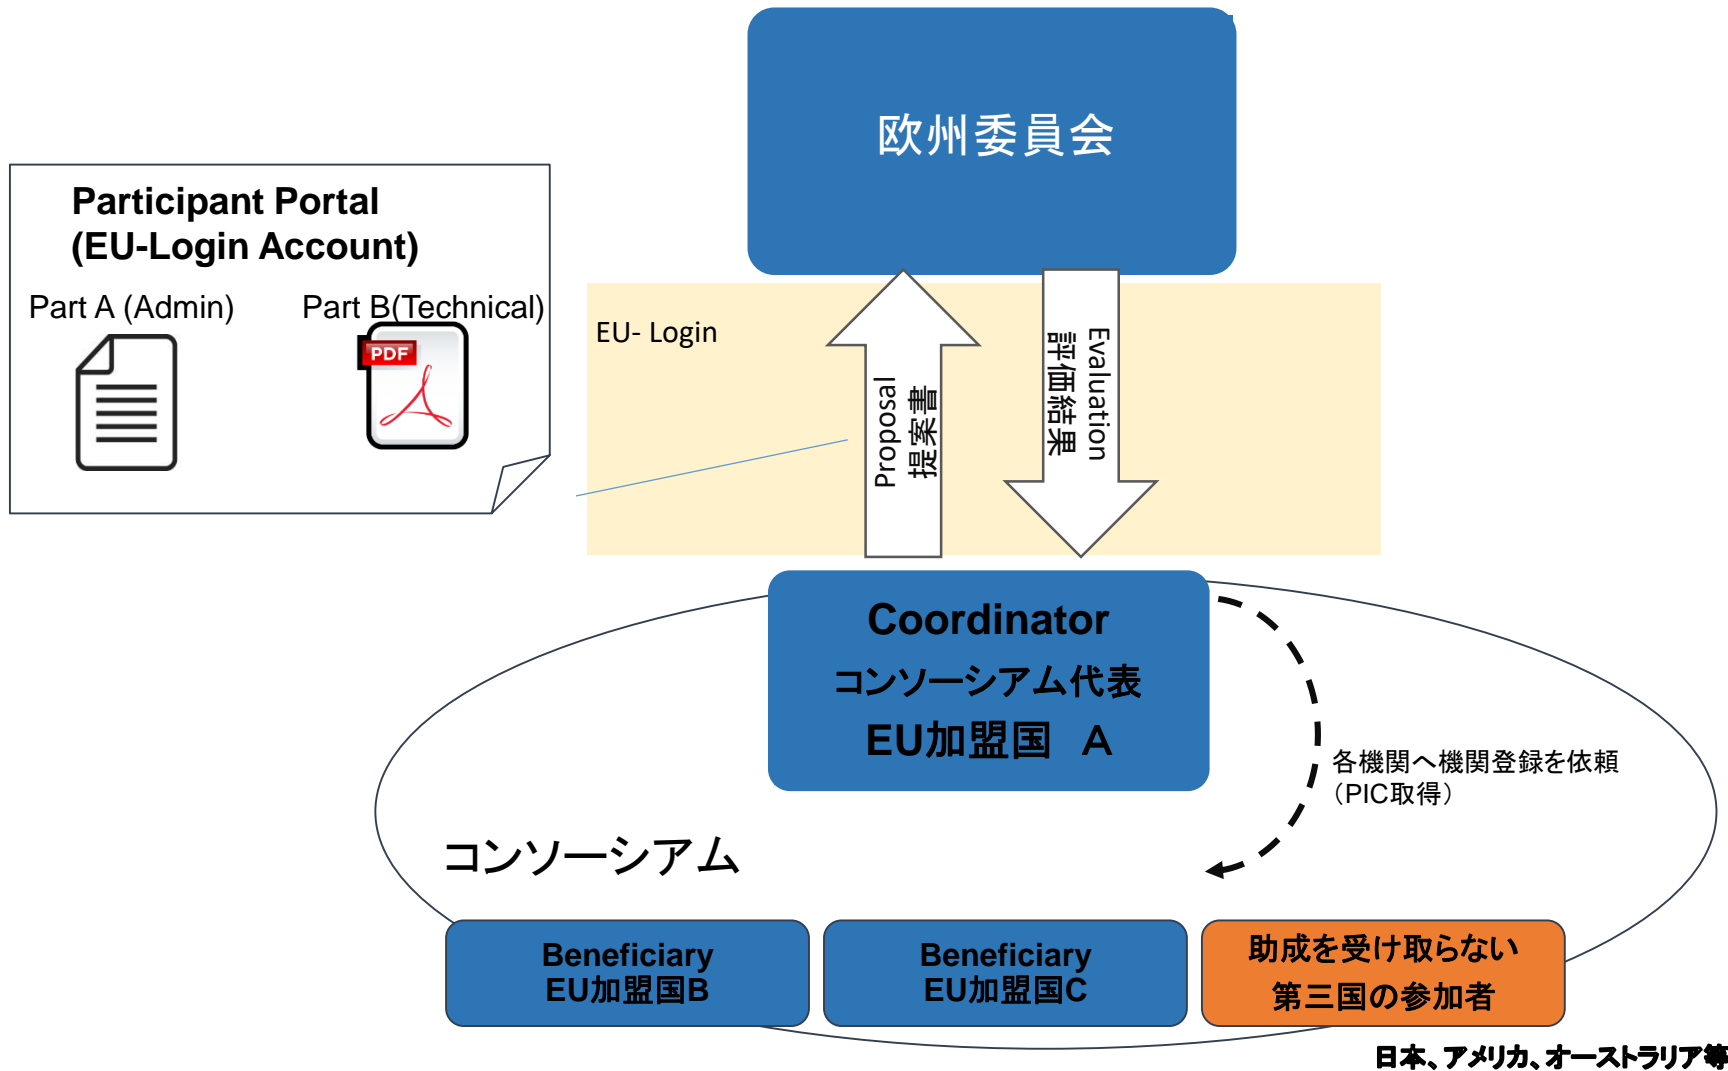 欧州委員会
Participant Portal
(EU-Login Account)
Part A (Admin)
Part B(Technical)
PDF
EU- Login
Proposal
提案書
Evaluation
評価結果
Coordinator
コンソーシアム代表
EU加盟国　A
各機関へ機関登録を依頼
（PIC取得）
コンソーシアム
Beneficiary
EU加盟国B
Beneficiary
EU加盟国C
助成を受け取らない
第三国の参加者
日本、アメリカ、オーストラリア等